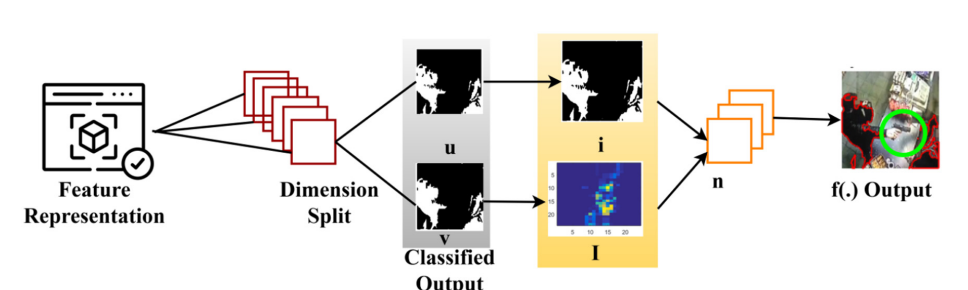 Feature
Representation
Dimension
Split
u
v
Classified
Output
i
5
10
15
20
5 10 15 20
I
n
f(.) Output